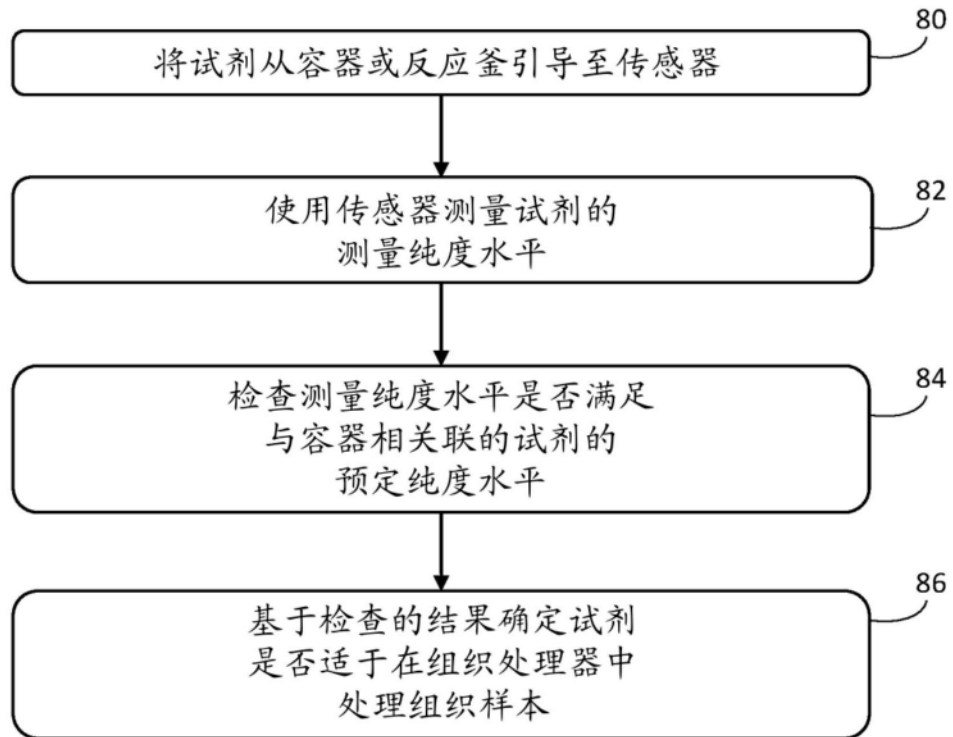 80
将试剂从容器或反应釜引导至传感器
82
使用传感器测量试剂的
测量纯度水平
84
检查测量纯度水平是否满足
与容器相关联的试剂的
预定纯度水平
86
基于检查的结果确定试剂
是否适于在组织处理器中
处理组织样本